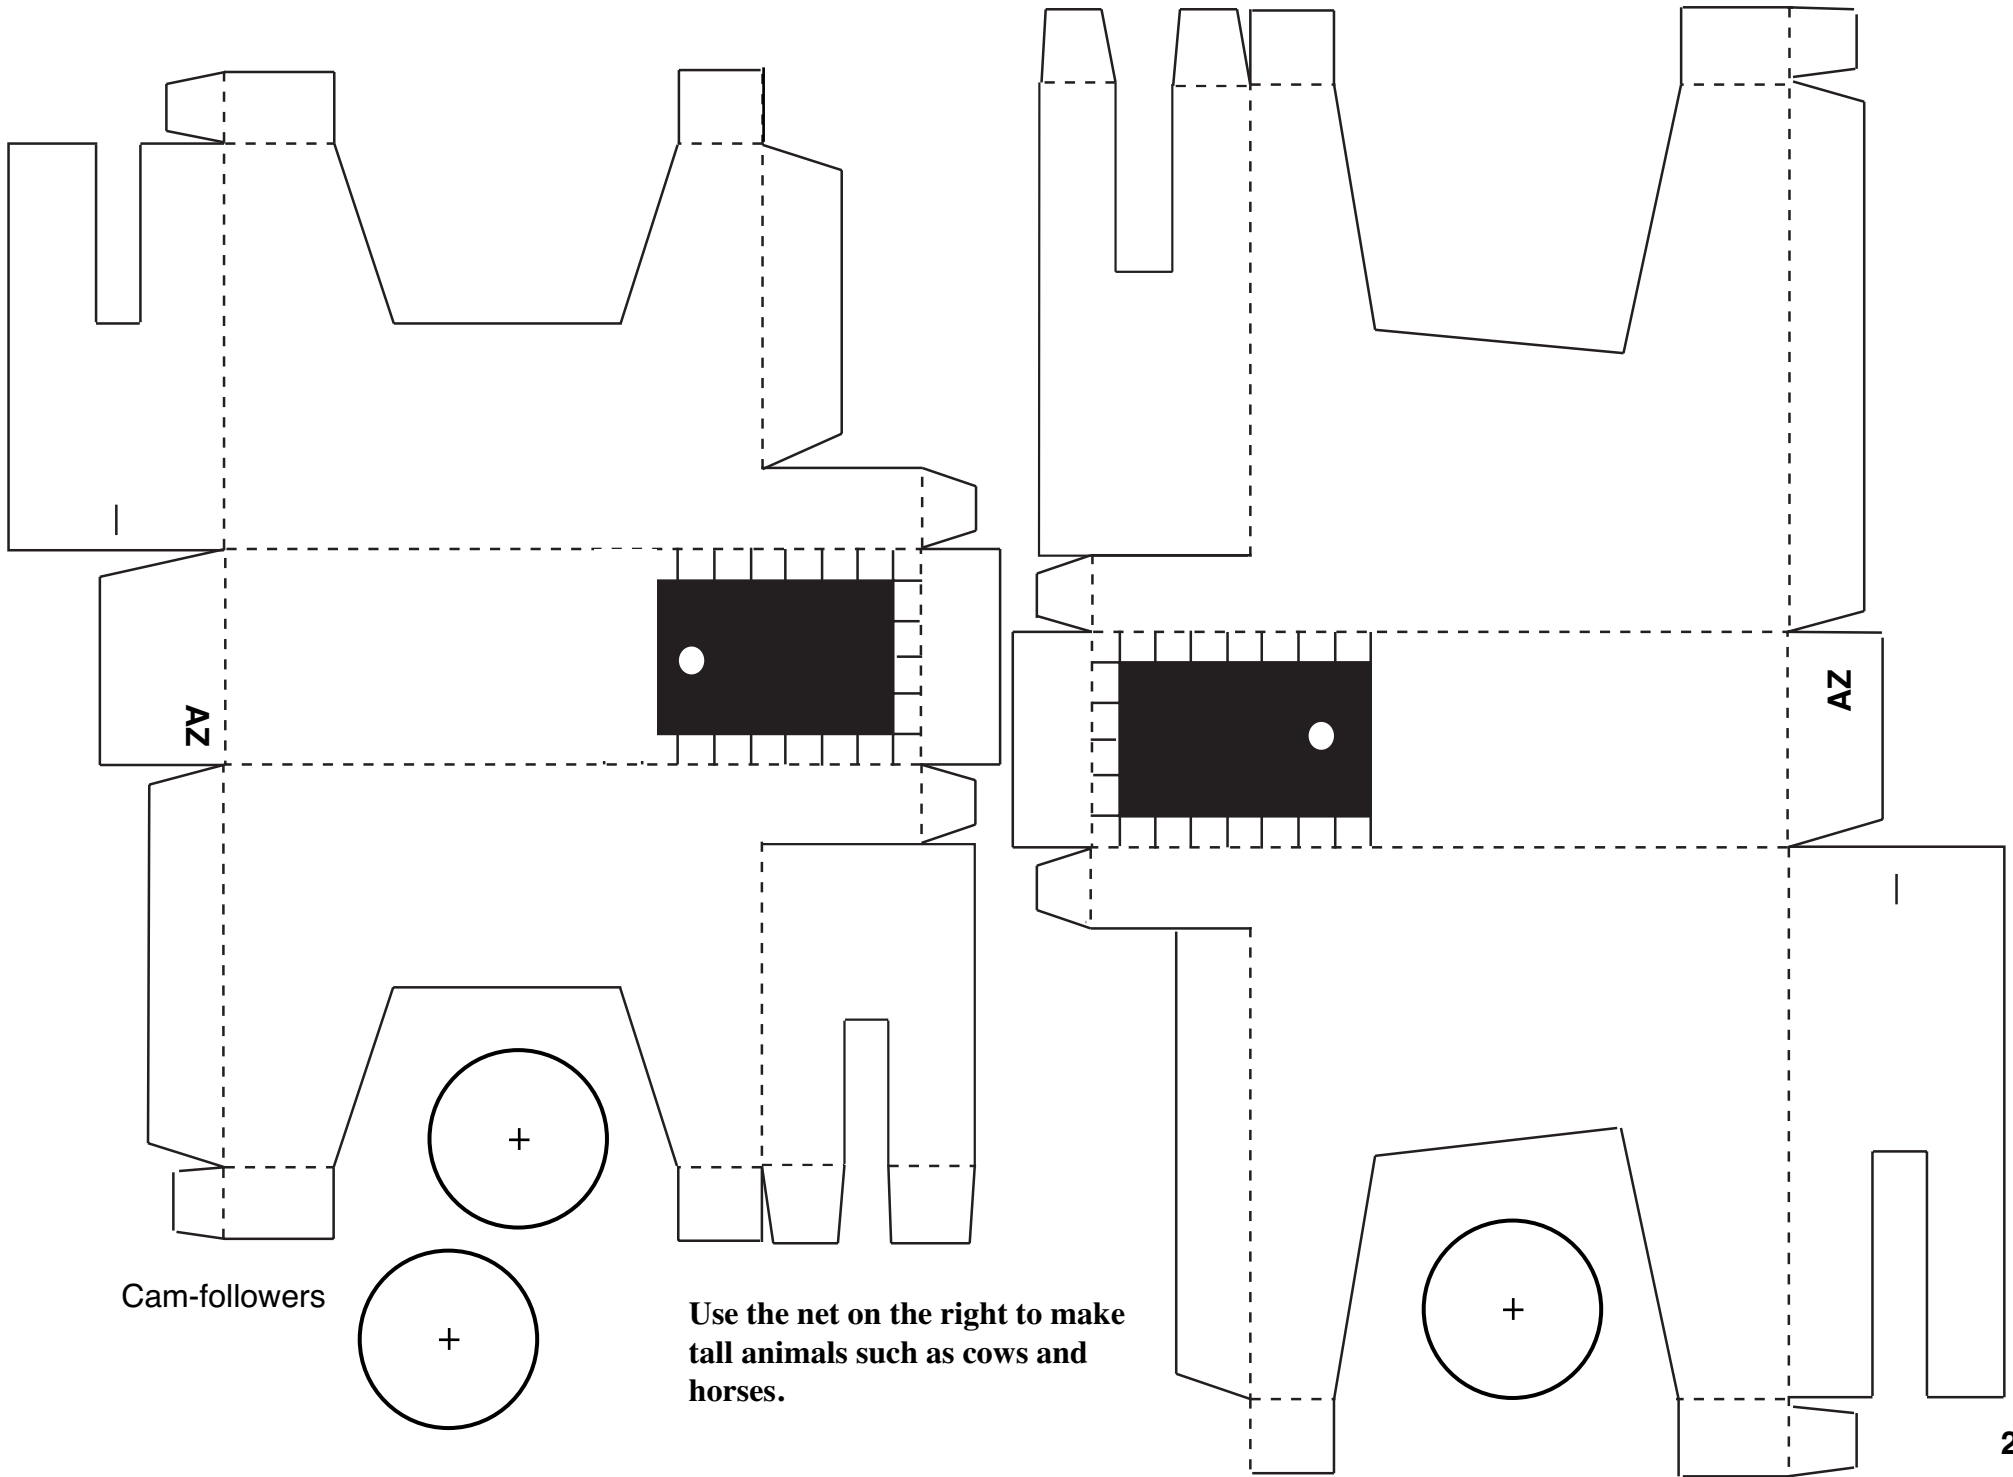 AZ
AZ
Cam-followers
Use the net on the right to make
tall animals such as cows and
horses.
2